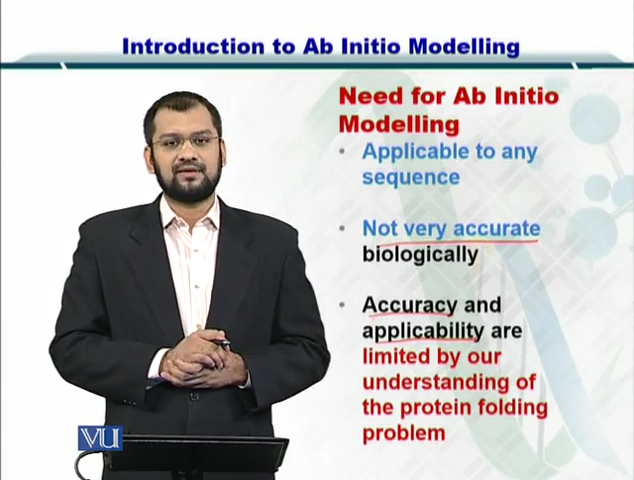 Introduction to Ab Initio Modelling
Need for Ab Initio
Modelling
• Applicable to any
sequence
• Not very accurate
biologically
• Accuracy and
applicability are
limited by our
understanding of
the protein folding
problem
VU